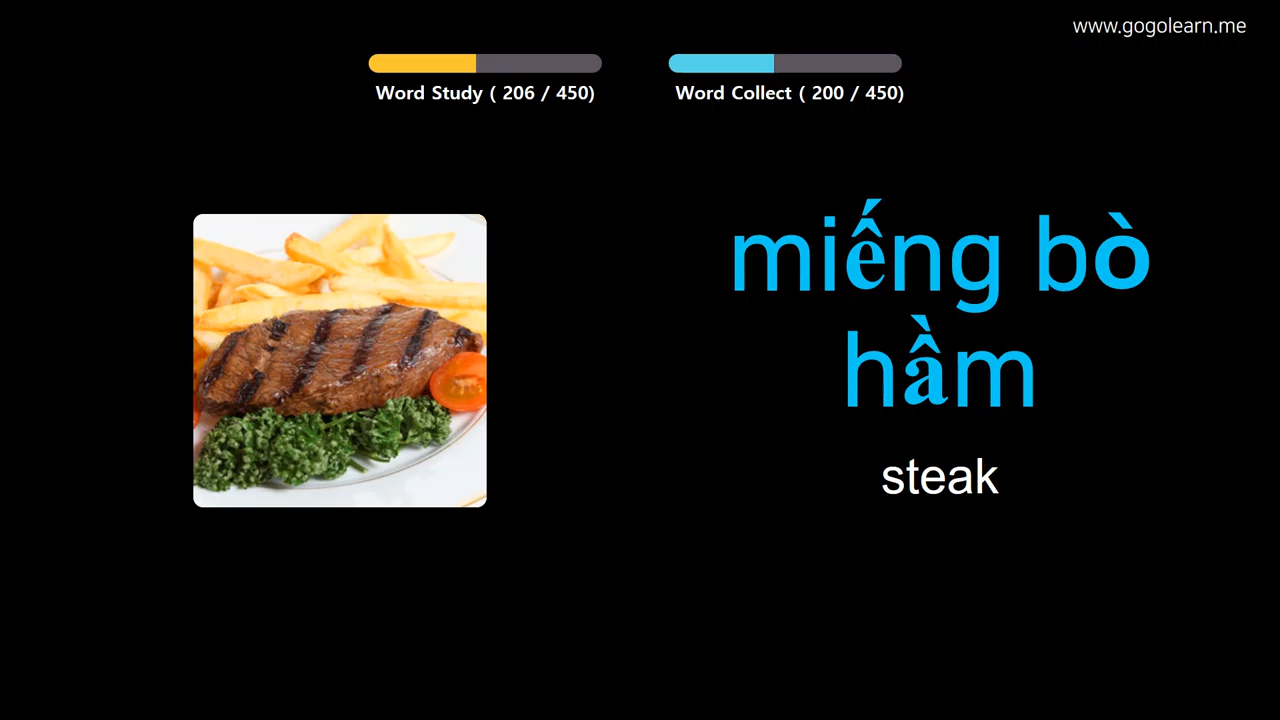 www.gogolearn.me
Word Study ( 206 / 450)
Word Collect ( 200 / 450)
miếng bò
hầm
steak